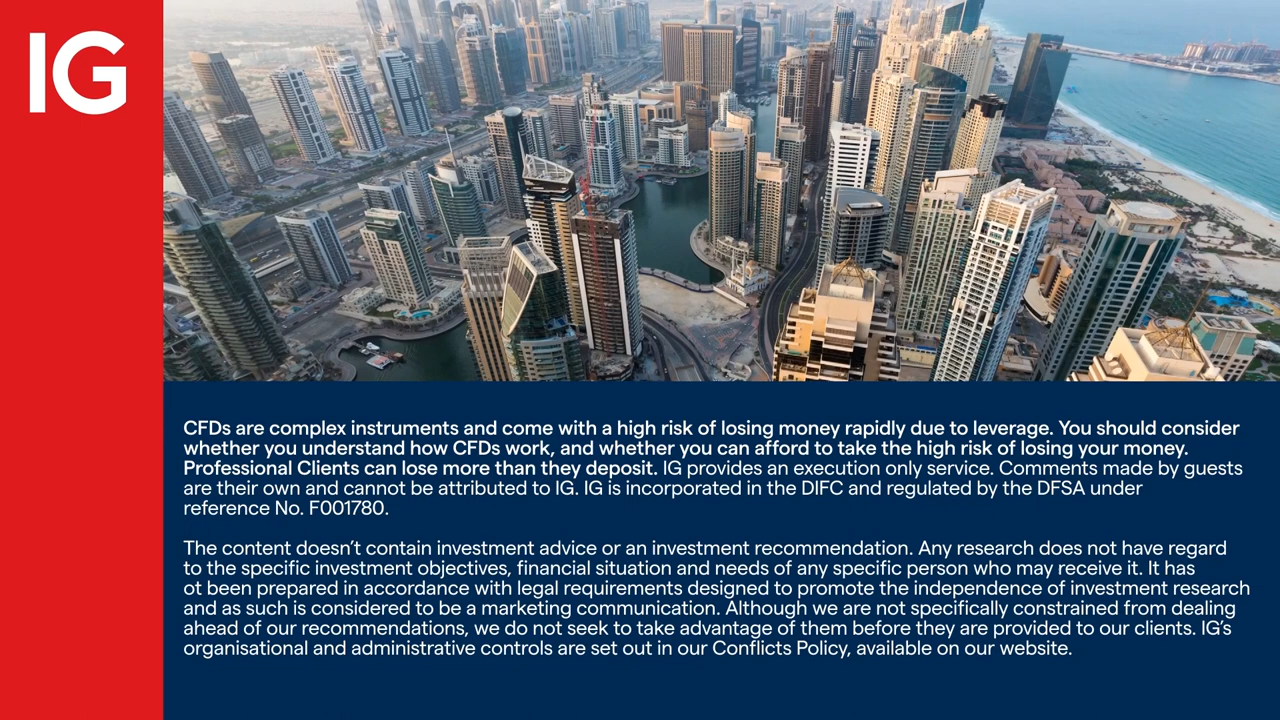 IG
CFDs are complex instruments and come with a high risk of losing money rapidly due to leverage. You should consider
whether you understand how CFDs work, and whether you can afford to take the high risk of losing your money.
Professional Clients can lose more than they deposit. IG provides an execution only service. Comments made by guests
are their own and cannot be attributed to IG. IG is incorporated in the DIFC and regulated by the DFSA under
reference No. F001780.
The content doesn’t contain investment advice or an investment recommendation. Any research does not have regard
to the specific investment objectives, financial situation and needs of any specific person who may receive it. It has
ot been prepared in accordance with legal requirements designed to promote the independence of investment research
and as such is considered to be a marketing communication. Although we are not specifically constrained from dealing
ahead of our recommendations, we do not seek to take advantage of them before they are provided to our clients. IG’s
organisational and administrative controls are set out in our Conflicts Policy, available on our website.